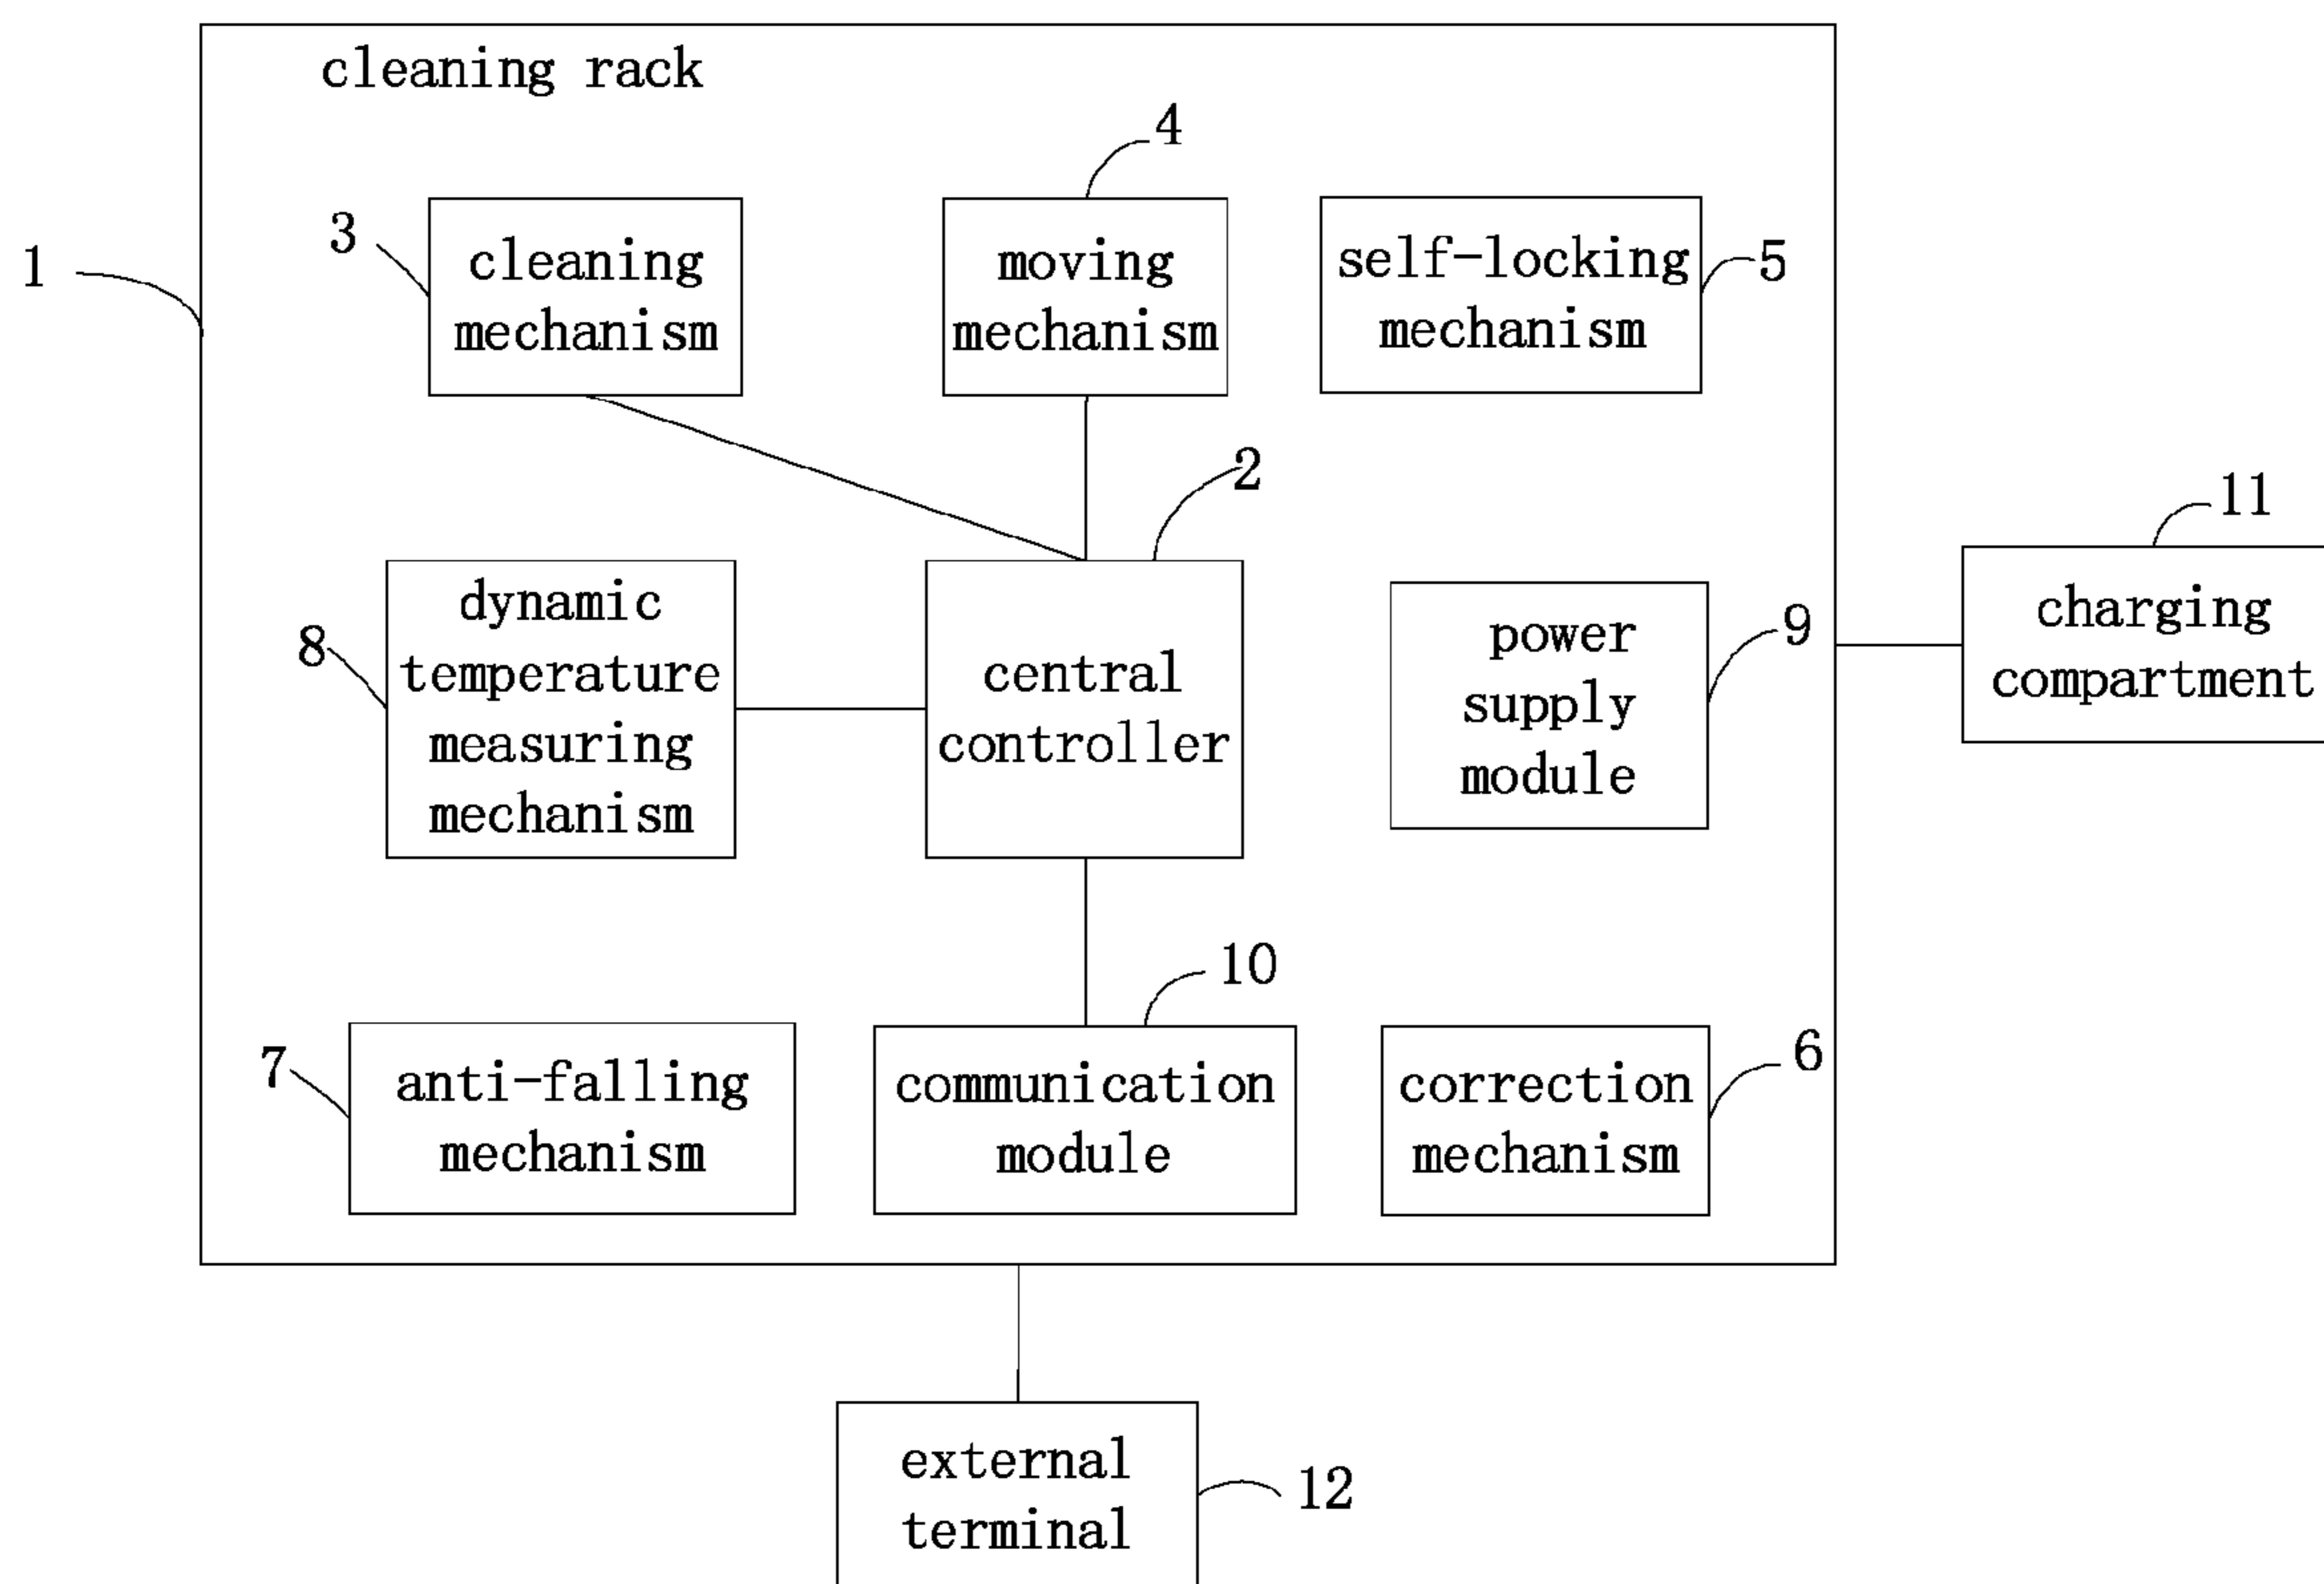 cleaning rack
1
3
cleaning
mechanism
4
moving
mechanism
self-locking
mechanism
5
2
central
controller
8
dynamic
temperature
measuring
mechanism
power
supply
module
9
11
charging
compartment
7
anti-falling
mechanism
10
communication
module
correction
mechanism
6
external
terminal
12